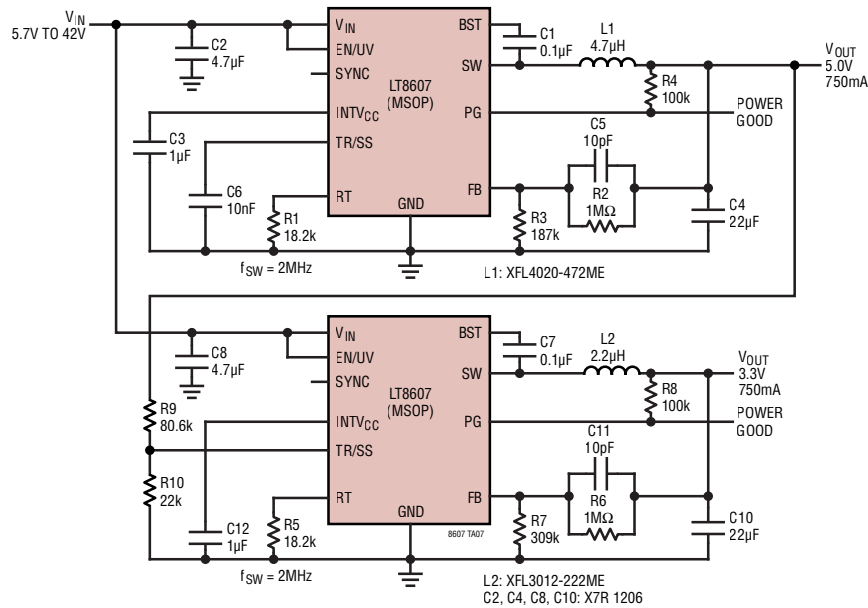 VIN
5.7V TO 42V
C2
4.7µF
VIN
EN/UV
SYNC
INTVCC
TR/SS
RT
LT8607
(MSOP)
GND
BST
SW
PG
FB
C1
0.1µF
L1
4.7µH
R4
100k
VOUT
5.0V
750mA
POWER
GOOD
C3
1µF
C6
10nF
R1
18.2k
fSW = 2MHz
C5
10pF
R2
1MΩ
R3
187k
C4
22µF
L1: XFL4020-472ME
C8
4.7µF
VIN
EN/UV
SYNC
INTVCC
TR/SS
RT
LT8607
(MSOP)
GND
BST
SW
PG
FB
C7
0.1µF
L2
2.2µH
R8
100k
VOUT
3.3V
750mA
POWER
GOOD
R9
80.6k
R10
22k
C12
1µF
R5
18.2k
fSW = 2MHz
C11
10pF
R6
1MΩ
R7
309k
C10
22µF
8607 TA07
L2: XFL3012-222ME
C2, C4, C8, C10: X7R 1206